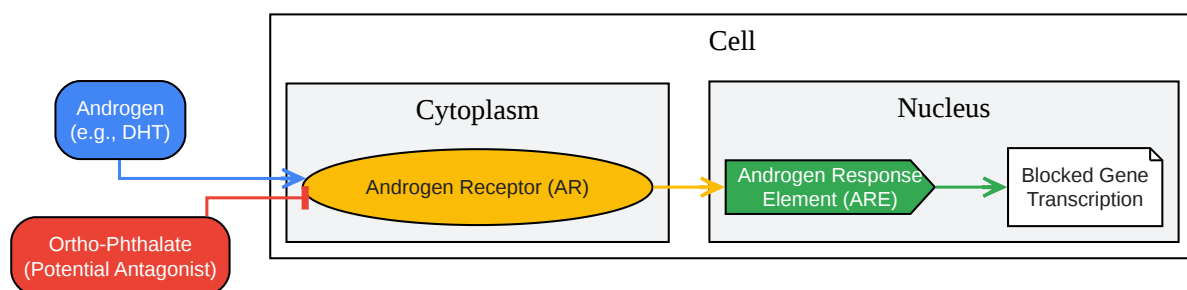 Cell
Cytoplasm
Nucleus
Androgen
(e.g., DHT)
Androgen Receptor (AR)
Androgen Response
Element (ARE)
Blocked Gene
Transcription
Ortho-Phthalate
(Potential Antagonist)